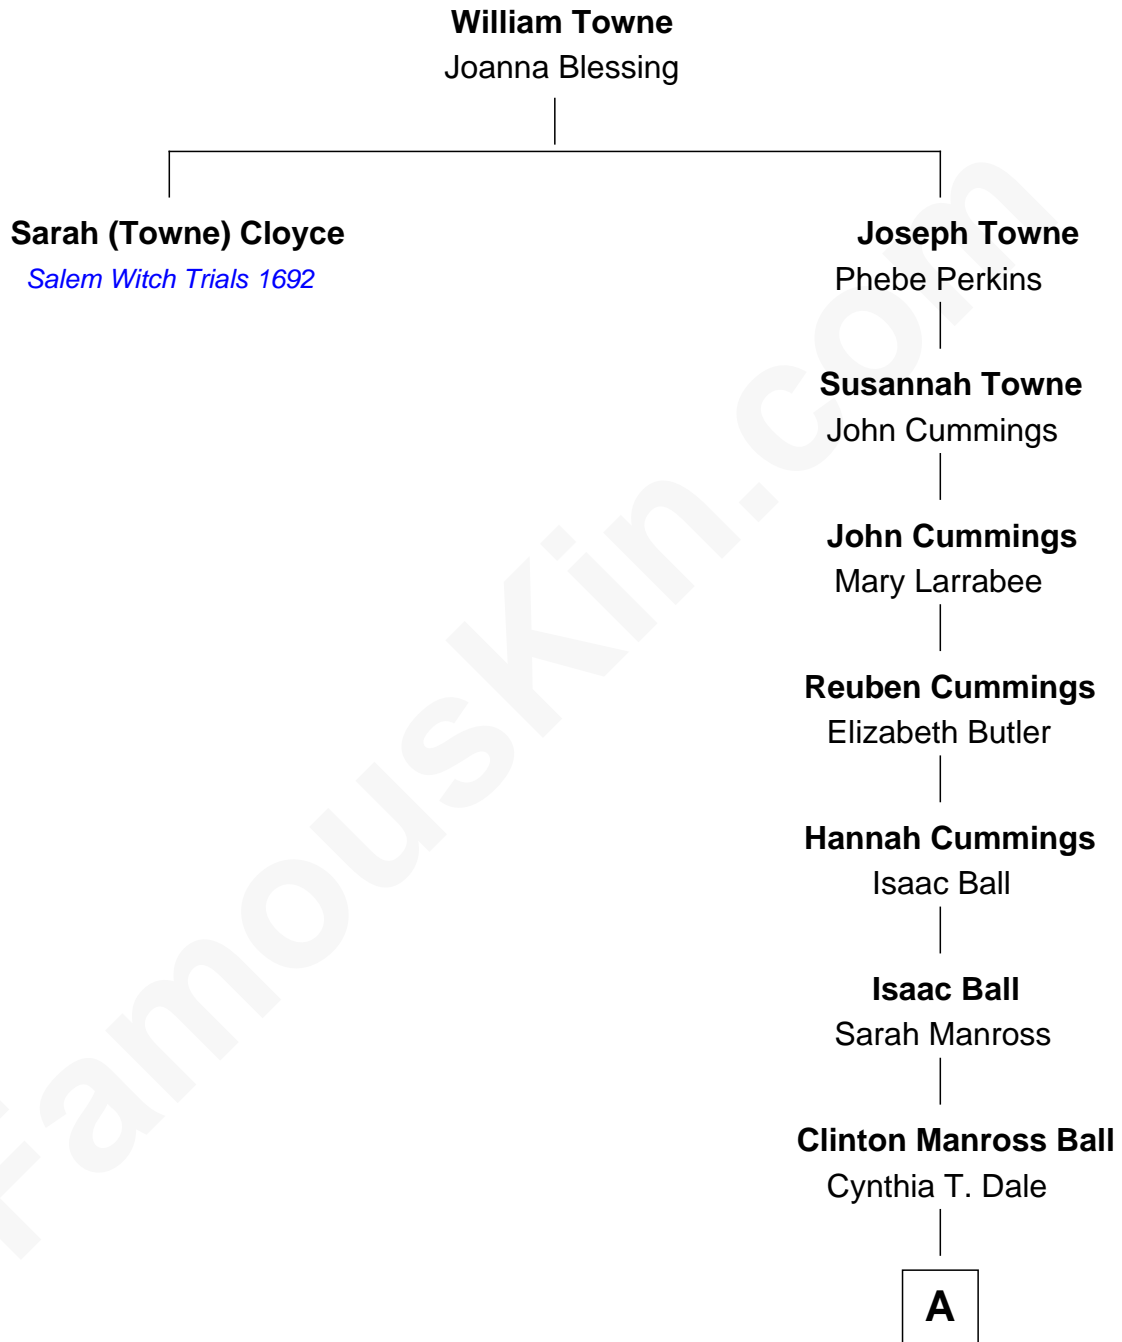 William Towne
Joanna Blessing
Sarah (Towne) Cloyce
Salem Witch Trials 1692
Joseph Towne
Phebe Perkins
Susannah Towne
John Cummings
John Cummings
Mary Larrabee
Reuben Cummings
Elizabeth Butler
Hannah Cummings
Isaac Ball
Isaac Ball
Sarah Manross
Clinton Manross Ball
Cynthia T. Dale
A
FamousKin.com